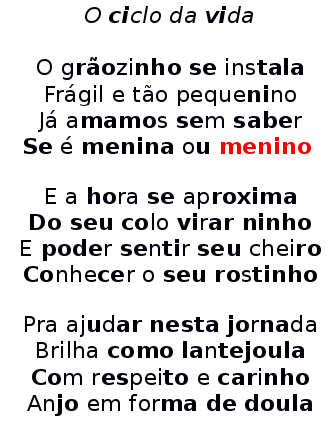 O ciclo da vida
O grãozinho se instala
Frágil e tão pequenino
Já amamos sem saber
Se é menina ou menino
E a hora se aproxima
Do seu colo virar ninho
E poder sentir seu cheiro
Conhecer o seu rostinho
Pra ajudar nesta jornada
Brilha como lantejoula
Com respeito e carinho
Anjo em forma de doula